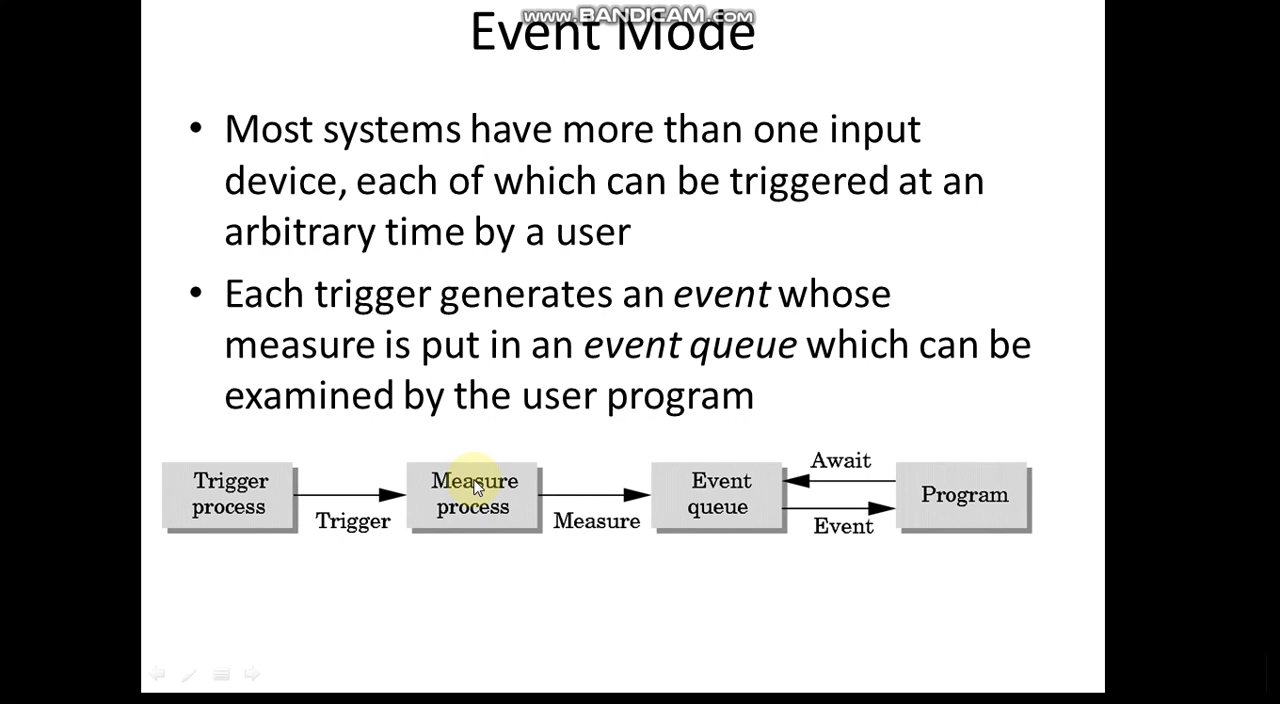 www.BANDICAM.com
Event Mode
• Most systems have more than one input
device, each of which can be triggered at an
arbitrary time by a user
• Each trigger generates an event whose
measure is put in an event queue which can be
examined by the user program
Trigger
process
Trigger
Measure
process
Measure
Event
queue
Await
Event
Program